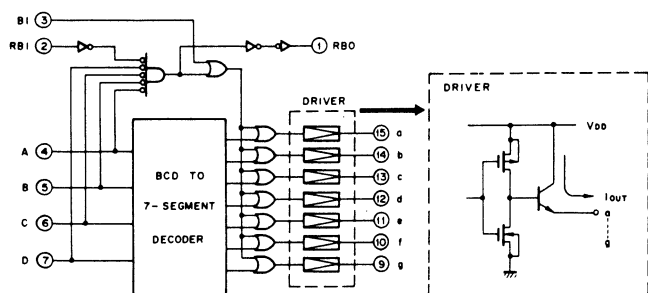 BI 3
RBI 2
1 RBO
DRIVER
DRIVER
VDD
IOUT
a
g
A 4
B 5
C 6
D 7
BCD TO
7-SEGMENT
DECODER
15 a
14 b
13 c
12 d
11 e
10 f
9 g